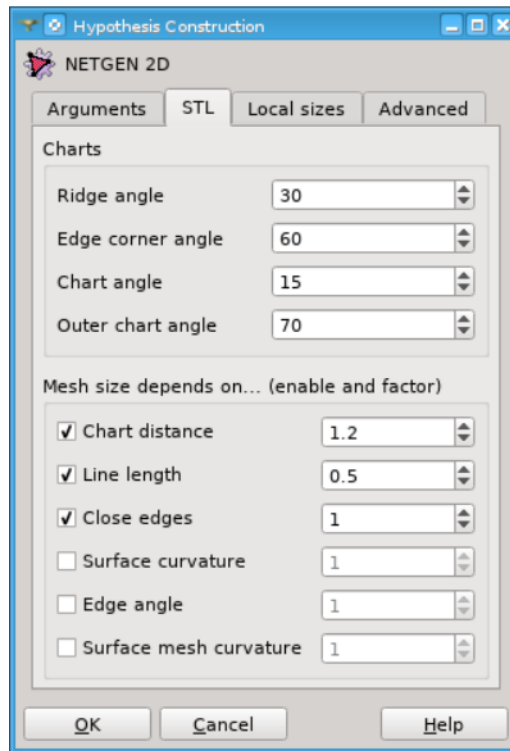 Hypothesis Construction
NETGEN 2D
Arguments STL Local sizes Advanced
Charts
Ridge angle 30
Edge corner angle 60
Chart angle 15
Outer chart angle 70
Mesh size depends on... (enable and factor)
Chart distance 1.2
Line length 0.5
Close edges 1
Surface curvature 1
Edge angle 1
Surface mesh curvature 1
OK Cancel Help